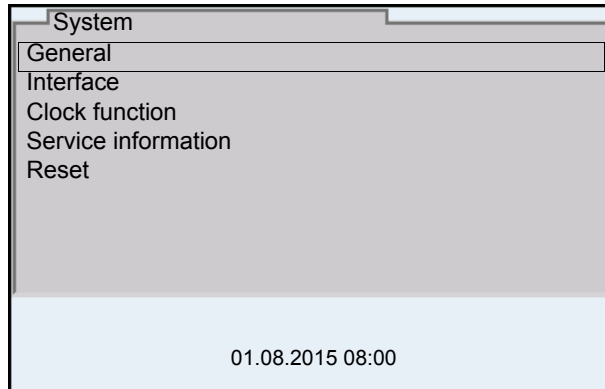 System
General
Interface
Clock function
Service information
Reset
01.08.2015 08:00